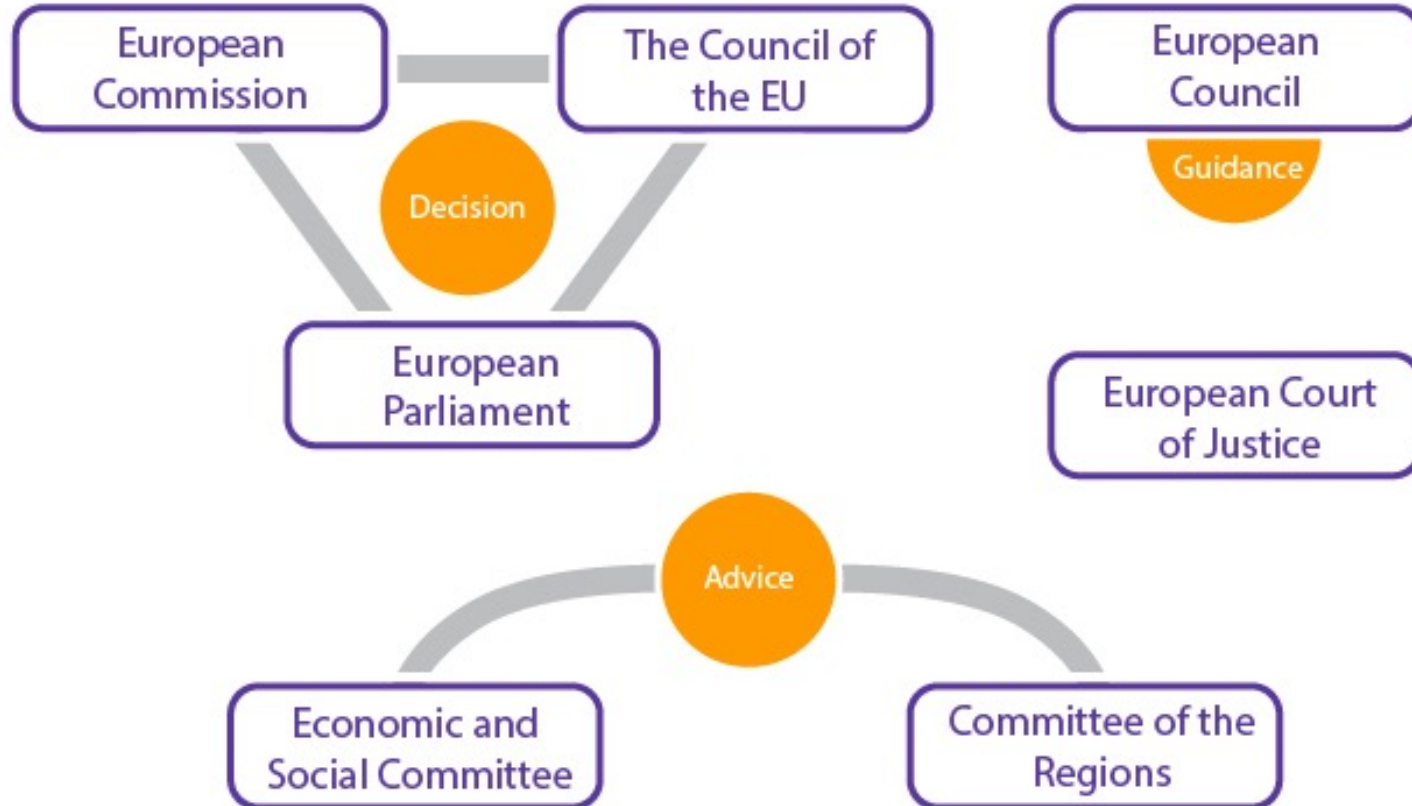 European
Commission
The Council of
the EU
European
Council
Decision
Guidance
European
Parliament
European Court
of Justice
Advice
Economic and
Social Committee
Committee of the
Regions